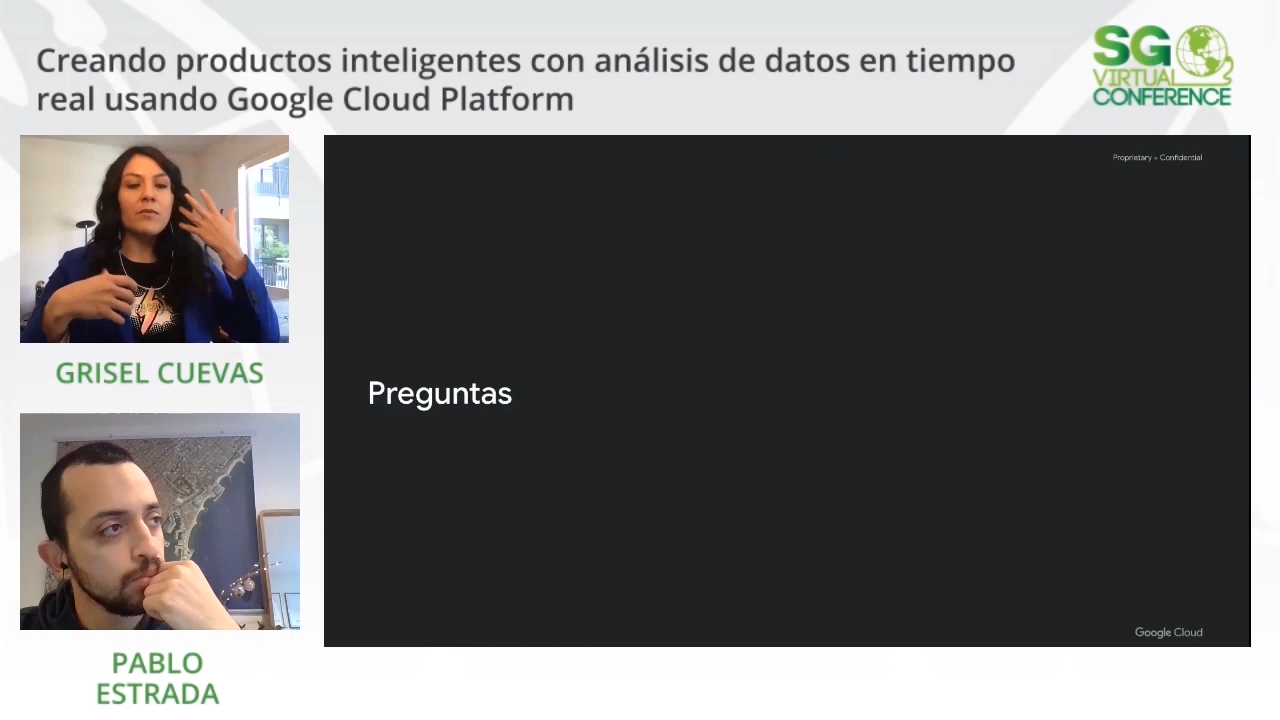 Creando productos inteligentes con análisis de datos en tiempo
real usando Google Cloud Platform
SG
VIRTUAL
CONFERENCE
Proprietary + Confidential
GRISEL CUEVAS
Preguntas
PABLO
ESTRADA
Google Cloud